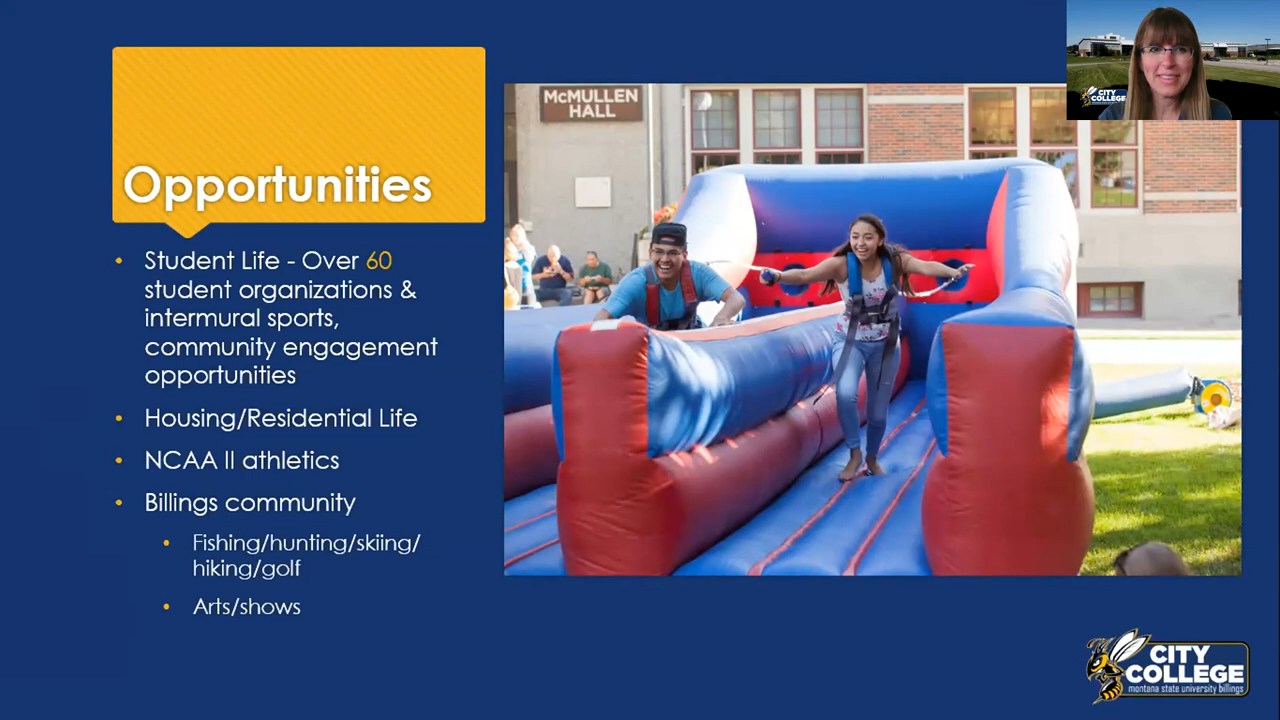 Opportunities
• Student Life - Over 60
student organizations &
intermural sports,
community engagement
opportunities
• Housing/Residential Life
• NCAA II athletics
• Billings community
• Fishing/hunting/skiing/
hiking/golf
• Arts/shows
McMULLEN
HALL
CITY
COLLEGE
CITY
COLLEGE
montana state university billings